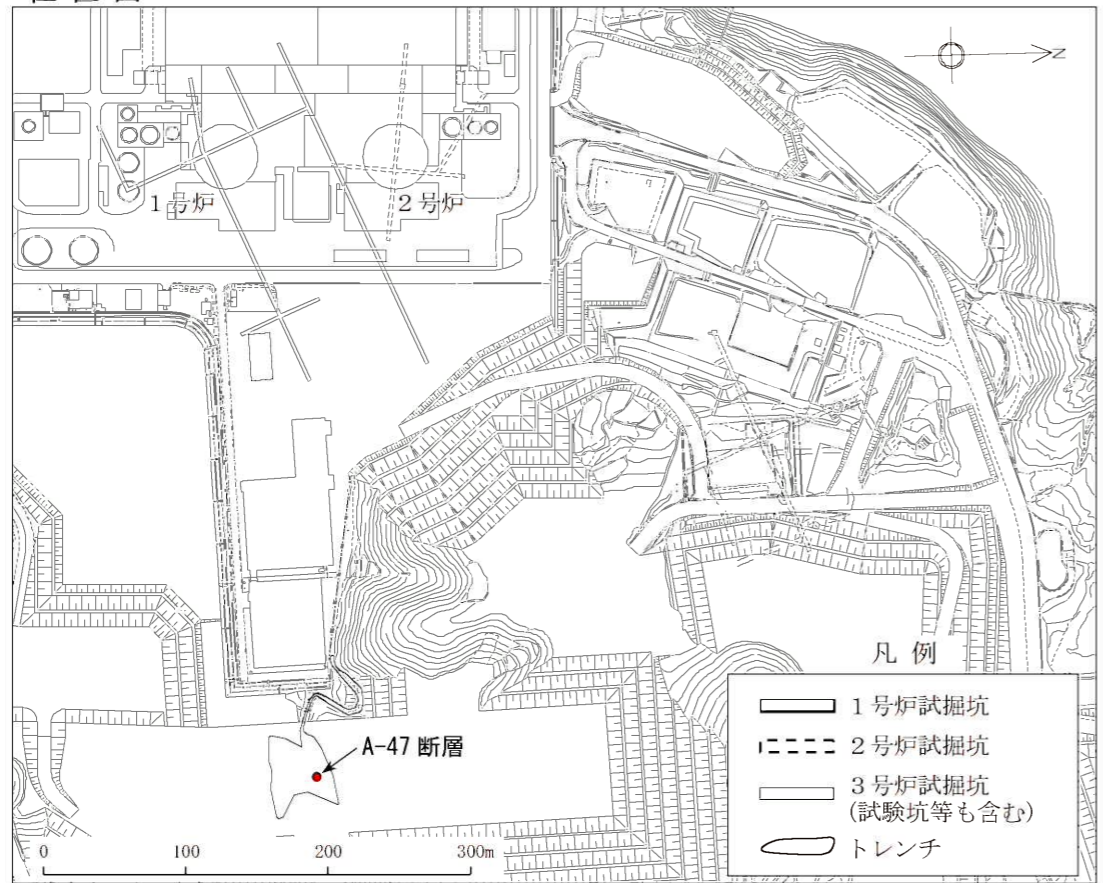 N
1号炉
2号炉
A-47 断層
凡 例
1号炉試掘坑
2号炉試掘坑
3号炉試掘坑
(試験坑等も含む)
トレンチ
0 100 200 300m